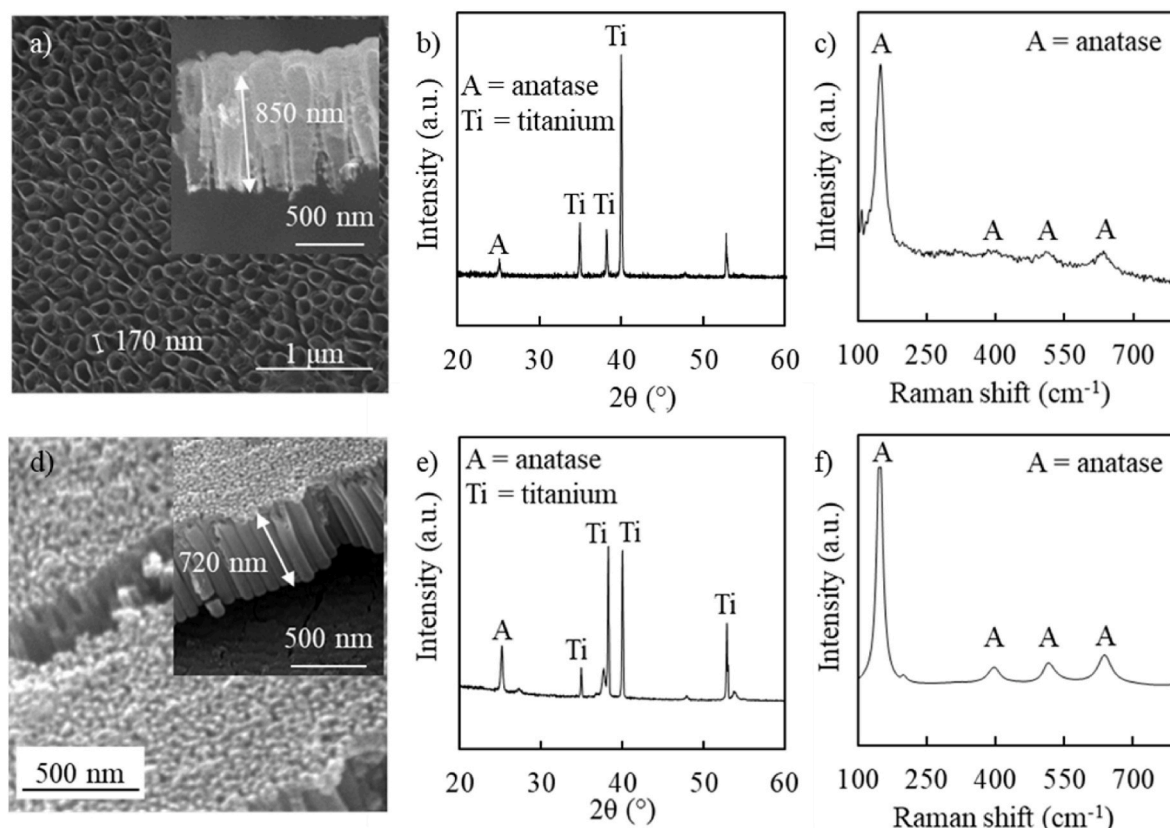 a)
850 nm
500 nm
170 nm
1 μm
b)
A = anatase
Ti = titanium
Ti
Ti
Ti
A
Intensity (a.u.)
20 30 40 50 60
2θ (°)
c)
A = anatase
A
A
A
A
Intensity (a.u.)
100 250 400 550 700
Raman shift (cm⁻¹)
d)
720 nm
500 nm
500 nm
e)
A = anatase
Ti = titanium
Ti
Ti
A
Ti
Ti
Intensity (a.u.)
20 30 40 50 60
2θ (°)
f)
A = anatase
A
A
A
A
Intensity (a.u.)
100 250 400 550 700
Raman shift (cm⁻¹)